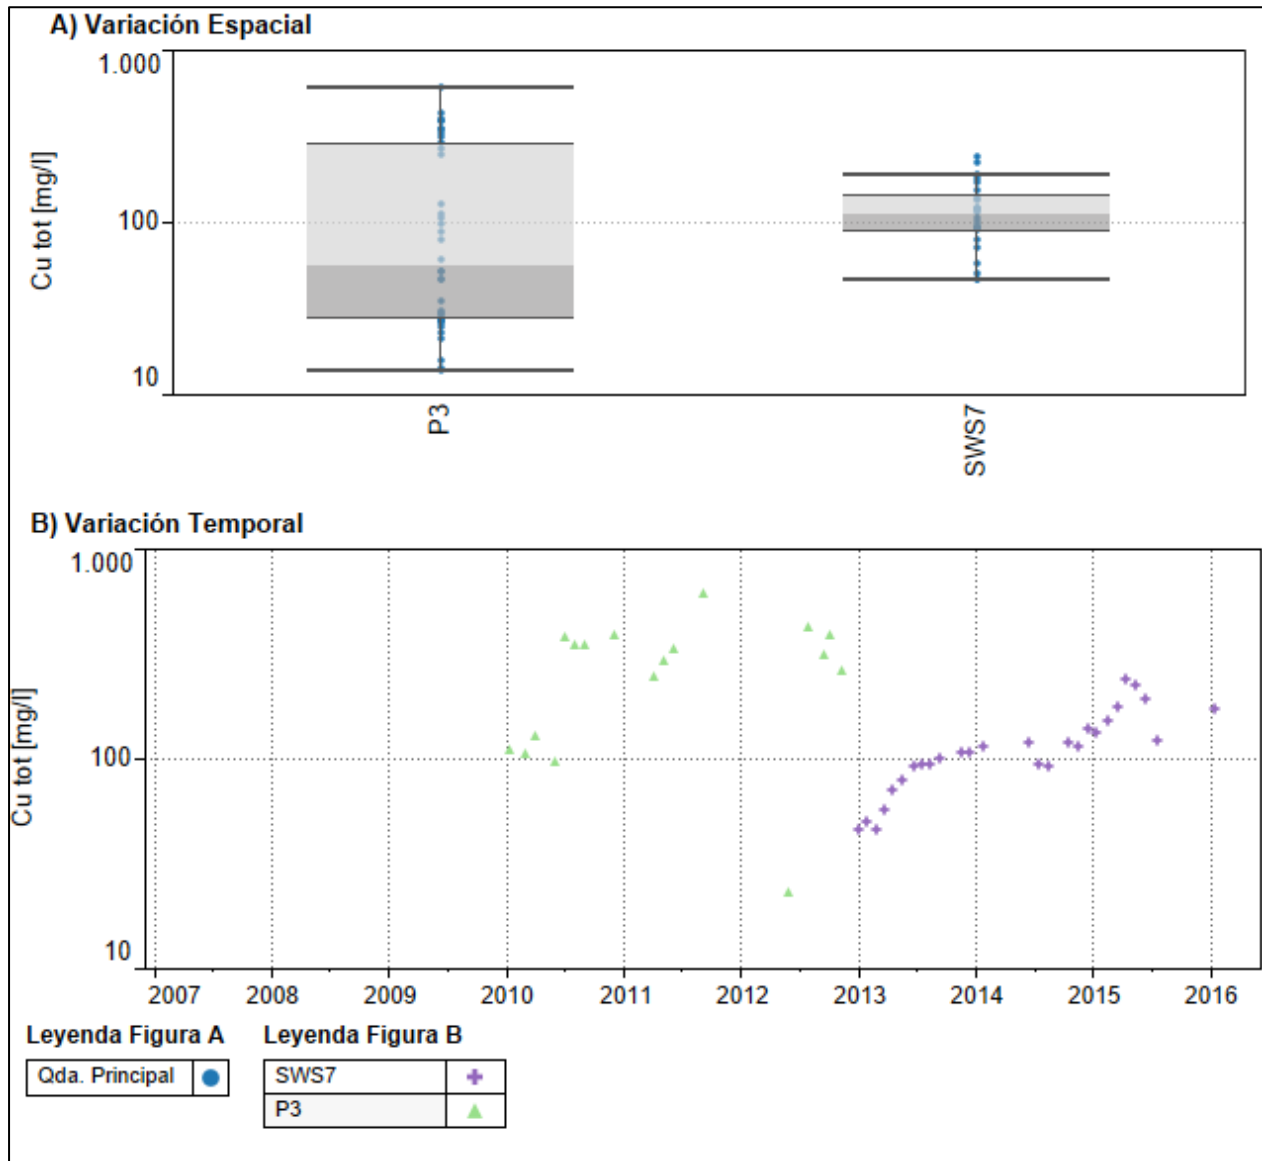 A) Variación Espacial
1.000
100
10
Cu tot [mg/l]
P3
SWS7
B) Variación Temporal
1.000
100
10
Cu tot [mg/l]
2007 2008 2009 2010 2011 2012 2013 2014 2015 2016
Leyenda Figura A Leyenda Figura B
Qda. Principal SWS7
P3